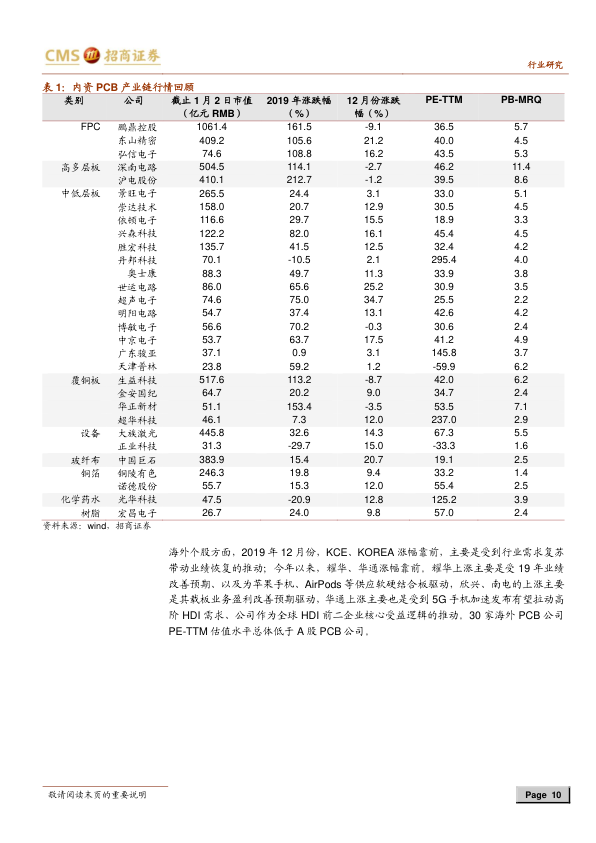 CMS 招商证券
行业研究
表 1：内资 PCB 产业链行情回顾
类别 公司 截止 1 月 2 日市值（亿元 RMB） 2019 年涨跌幅（%） 12 月份涨跌幅（%） PE-TTM PB-MRQ
FPC 鹏鼎控股 1061.4 161.5 -9.1 36.5 5.7
东山精密 409.2 105.6 21.2 40.0 4.5
弘信电子 74.6 108.8 16.2 43.5 5.3
高多层板 深南电路 504.5 114.1 -2.7 46.2 11.4
沪电股份 410.1 212.7 -1.2 39.5 8.6
中低层板 景旺电子 265.5 24.4 3.1 33.0 5.1
崇达技术 158.0 20.7 12.9 30.5 4.5
依顿电子 116.6 29.7 15.5 18.9 3.3
兴森科技 122.2 82.0 16.1 45.4 4.5
胜宏科技 135.7 41.5 12.5 32.4 4.2
丹邦科技 70.1 -10.5 2.1 295.4 4.0
奥士康 88.3 49.7 11.3 33.9 3.8
世运电路 86.0 65.6 25.2 30.9 3.5
超声电子 74.6 75.0 34.7 25.5 2.2
明阳电路 54.7 37.4 13.1 42.6 4.2
博敏电子 56.6 70.2 -0.3 30.6 2.4
中京电子 53.7 63.7 17.5 41.2 4.9
广东骏亚 37.1 0.9 3.1 145.8 3.7
天津普林 23.8 59.2 1.2 -59.9 6.2
覆铜板 生益科技 517.6 113.2 -8.7 42.0 6.2
金安国纪 64.7 20.2 9.0 34.7 2.4
华正新材 51.1 153.4 -3.5 53.5 7.1
超华科技 46.1 7.3 12.0 237.0 2.9
设备 大族激光 445.8 32.6 14.3 67.3 5.5
正业科技 31.3 -29.7 15.0 -33.3 1.6
玻纤布 中国巨石 383.9 15.4 20.7 19.1 2.5
铜箔 铜陵有色 246.3 19.8 9.4 33.2 1.4
诺德股份 55.7 15.3 12.0 55.4 2.5
化学药水 光华科技 47.5 -20.9 12.8 125.2 3.9
树脂 宏昌电子 26.7 24.0 9.8 57.0 2.4
资料来源：wind，招商证券
海外个股方面，2019 年 12 月份，KCE、KOREA 涨幅靠前，主要是受到行业需求复苏
带动业绩恢复的推动；今年以来，耀华、华通涨幅靠前。耀华上涨主要是受 19 年业绩
改善预期、以及为苹果手机、AirPods 等供应软硬结合板驱动，欣兴、南电的上涨主要
是其载板业务盈利改善预期驱动，华通上涨主要也是受到 5G 手机加速发布有望拉动高
阶 HDI 需求、公司作为全球 HDI 前二企业核心受益逻辑的推动。30 家海外 PCB 公司
PE-TTM 估值水平总体低于 A 股 PCB 公司。
敬请阅读末页的重要说明
Page 10